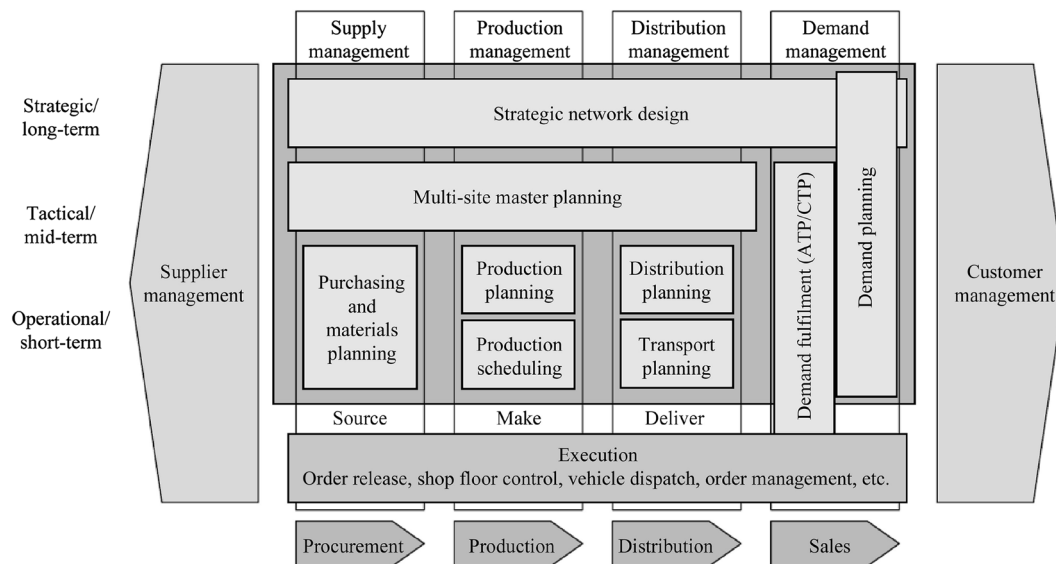 Supply
management
Production
management
Distribution
management
Demand
management
Strategic/
long-term
Strategic network design
Tactical/
mid-term
Multi-site master planning
Demand fulfilment (ATP/CTP)
Demand planning
Supplier
management
Customer
management
Operational/
short-term
Purchasing
and
materials
planning
Production
planning
Production
scheduling
Distribution
planning
Transport
planning
Source
Make
Deliver
Execution
Order release, shop floor control, vehicle dispatch, order management, etc.
Procurement
Production
Distribution
Sales